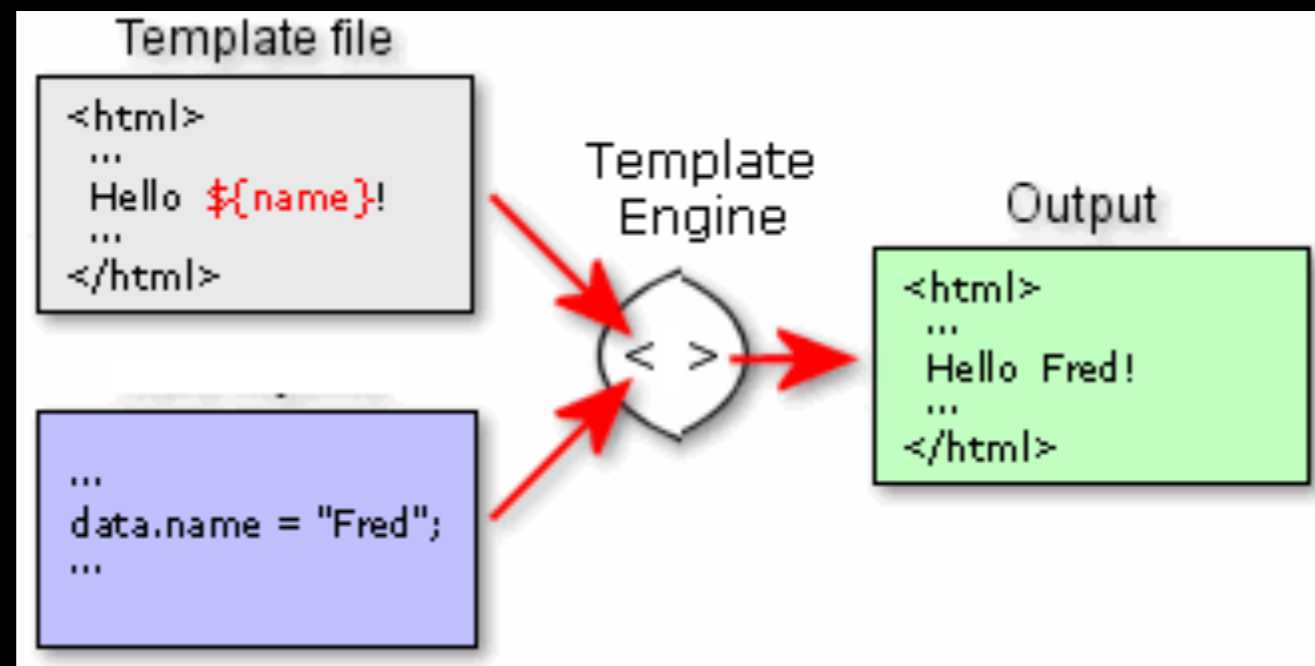 Template file
<html>
...
Hello ${name}!
...
</html>
Template
Engine
< >
Output
<html>
...
Hello Fred!
...
</html>
...
data.name = "Fred";
...